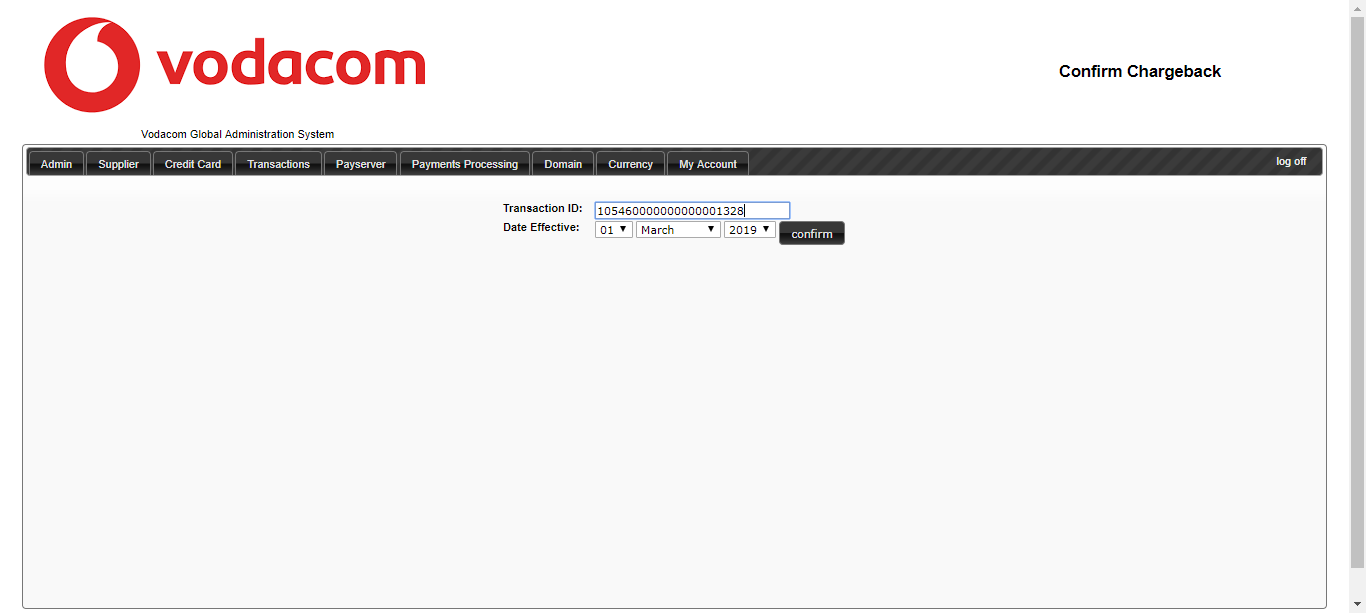 vodacom
Confirm Chargeback
Vodacom Global Administration System
Admin Supplier Credit Card Transactions Payserver Payments Processing Domain Currency My Account log off
Transaction ID: 105460000000000001328
Date Effective: 01 March 2019 confirm